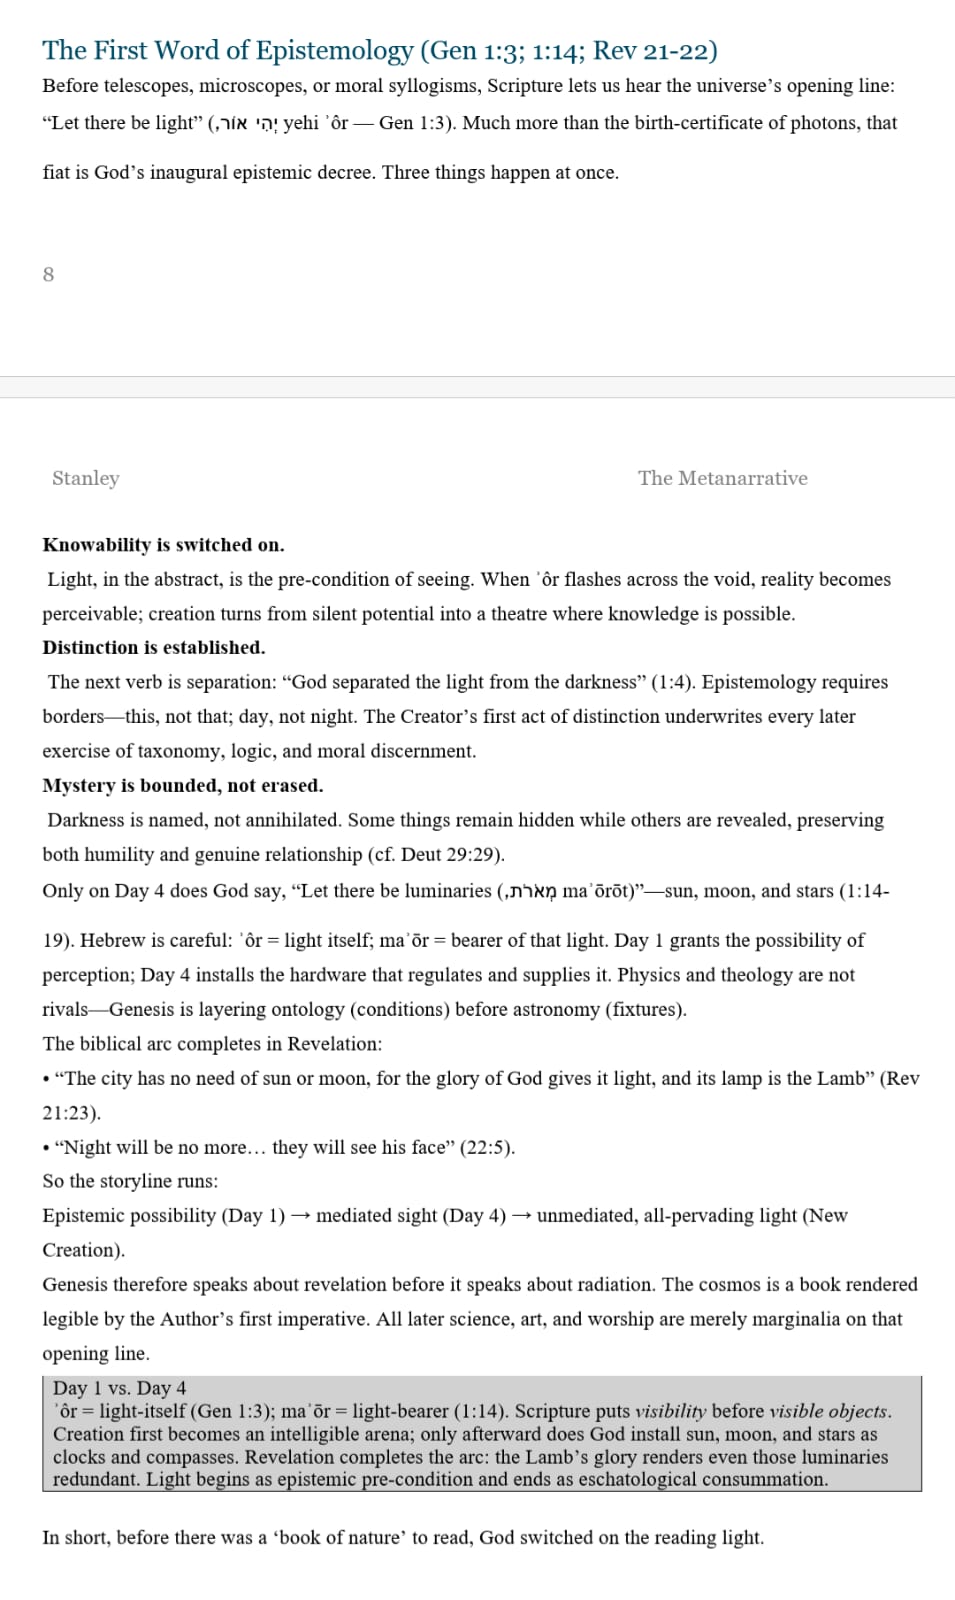 The First Word of Epistemology (Gen 1:3; 1:14; Rev 21-22)
Before telescopes, microscopes, or moral syllogisms, Scripture lets us hear the universe’s opening line:
“Let there be light” (יְהִי אוֹר, yehi ʾôr — Gen 1:3). Much more than the birth-certificate of photons, that
fiat is God’s inaugural epistemic decree. Three things happen at once.
8
Stanley The Metanarrative
Knowability is switched on.
Light, in the abstract, is the pre-condition of seeing. When ʾôr flashes across the void, reality becomes
perceivable; creation turns from silent potential into a theatre where knowledge is possible.
Distinction is established.
The next verb is separation: “God separated the light from the darkness” (1:4). Epistemology requires
borders—this, not that; day, not night. The Creator’s first act of distinction underwrites every later
exercise of taxonomy, logic, and moral discernment.
Mystery is bounded, not erased.
Darkness is named, not annihilated. Some things remain hidden while others are revealed, preserving
both humility and genuine relationship (cf. Deut 29:29).
Only on Day 4 does God say, “Let there be luminaries (מְאֹרֹת, maʾōrōt)”—sun, moon, and stars (1:14-
19). Hebrew is careful: ʾôr = light itself; maʾōr = bearer of that light. Day 1 grants the possibility of
perception; Day 4 installs the hardware that regulates and supplies it. Physics and theology are not
rivals—Genesis is layering ontology (conditions) before astronomy (fixtures).
The biblical arc completes in Revelation:
• “The city has no need of sun or moon, for the glory of God gives it light, and its lamp is the Lamb” (Rev
21:23).
• “Night will be no more… they will see his face” (22:5).
So the storyline runs:
Epistemic possibility (Day 1) → mediated sight (Day 4) → unmediated, all-pervading light (New
Creation).
Genesis therefore speaks about revelation before it speaks about radiation. The cosmos is a book rendered
legible by the Author’s first imperative. All later science, art, and worship are merely marginalia on that
opening line.
Day 1 vs. Day 4
ʾôr = light-itself (Gen 1:3); maʾōr = light-bearer (1:14). Scripture puts visibility before visible objects.
Creation first becomes an intelligible arena; only afterward does God install sun, moon, and stars as
clocks and compasses. Revelation completes the arc: the Lamb’s glory renders even those luminaries
redundant. Light begins as epistemic pre-condition and ends as eschatological consummation.
In short, before there was a ‘book of nature’ to read, God switched on the reading light.